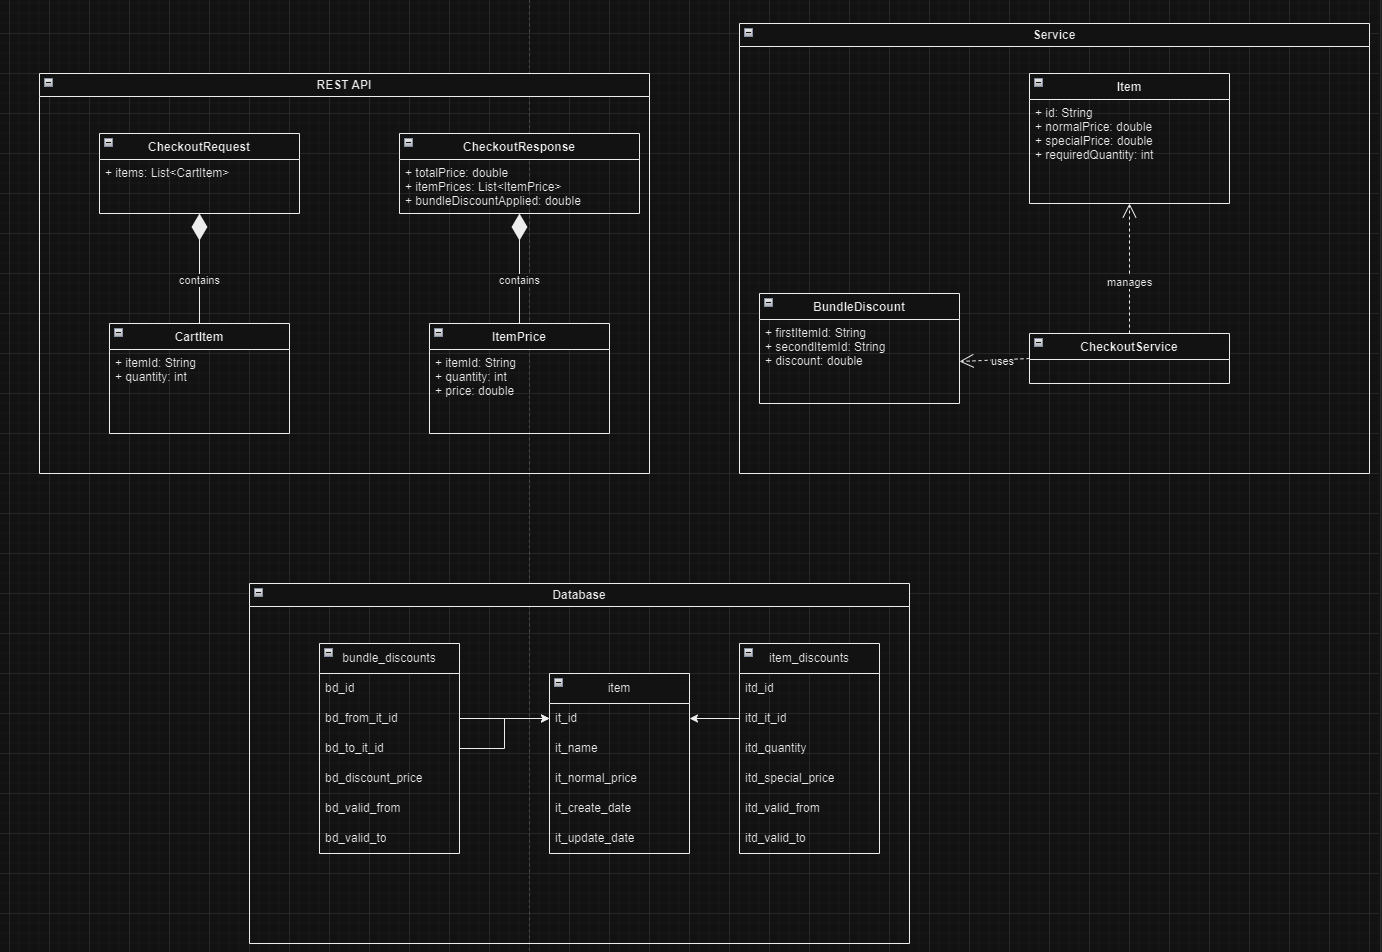 REST API
CheckoutRequest
+ items: List<CartItem>
contains
CartItem
+ itemId: String
+ quantity: int
CheckoutResponse
+ totalPrice: double
+ itemPrices: List<ItemPrice>
+ bundleDiscountApplied: double
contains
ItemPrice
+ itemId: String
+ quantity: int
+ price: double
Service
Item
+ id: String
+ normalPrice: double
+ specialPrice: double
+ requiredQuantity: int
manages
BundleDiscount
+ firstItemId: String
+ secondItemId: String
+ discount: double
uses
CheckoutService
Database
bundle_discounts
bd_id
bd_from_it_id
bd_to_it_id
bd_discount_price
bd_valid_from
bd_valid_to
item
it_id
it_name
it_normal_price
it_create_date
it_update_date
item_discounts
itd_id
itd_it_id
itd_quantity
itd_special_price
itd_valid_from
itd_valid_to